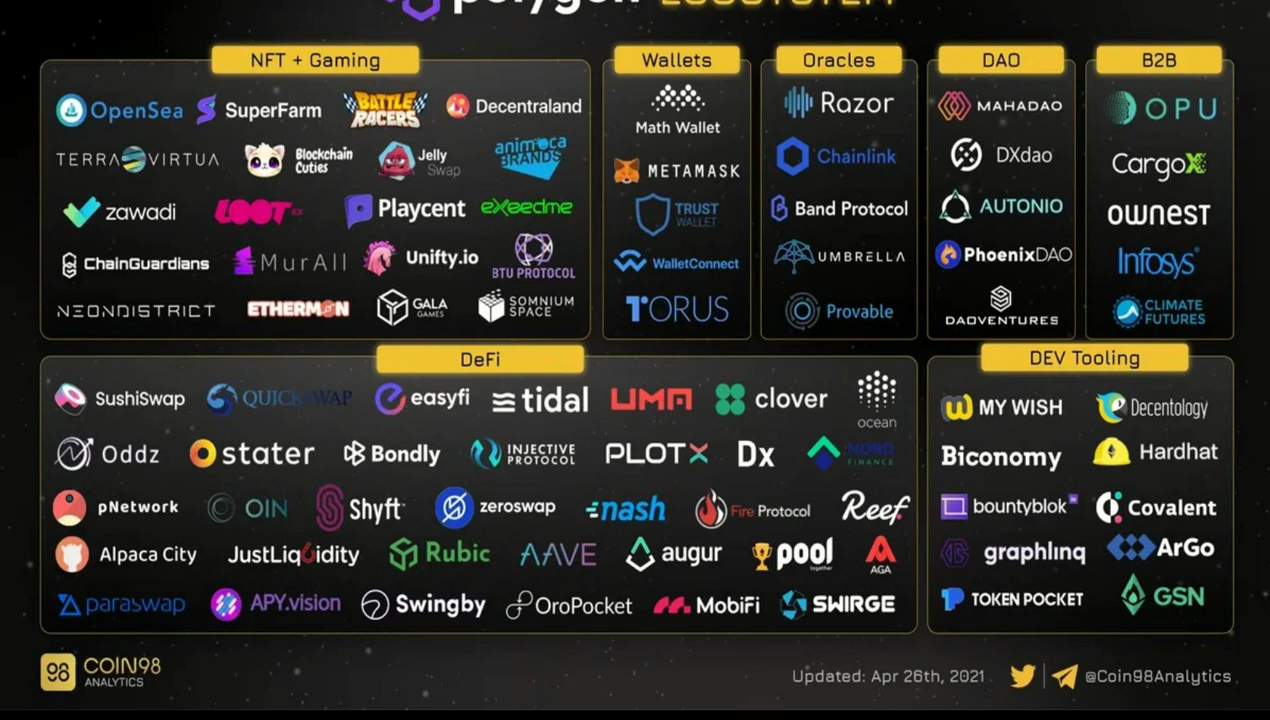 polygon ECOSYSTEM
NFT + Gaming
OpenSea SuperFarm BATTLE RACERS Decentraland
TERRA VIRTUA Blockchain Cuties Jelly Swap animoca BRANDS
zawadi LOOT EX Playcent exeedme
ChainGuardians MurAll Unifty.io BTU PROTOCOL
NEONDISTRICT ETHERMON GALA GAMES SOMNIUM SPACE
Wallets
Math Wallet
METAMASK
TRUST WALLET
WalletConnect
TORUS
Oracles
Razor
Chainlink
Band Protocol
UMBRELLA
Provable
DAO
MAHADAO
DXdao
AUTONIO
PhoenixDAO
DAOVENTURES
B2B
OPU
CargoX
OWNEST
Infosys
CLIMATE FUTURES
DeFi
SushiSwap QUICKSWAP easyfi tidal UMA clover ocean
Oddz stater Bondly INJECTIVE PROTOCOL PLOTX Dx NORD FINANCE
pNetwork OIN Shyft zeroswap nash Fire Protocol Reef
Alpaca City JustLiquidity Rubic AAVE augur pool together AGA
paraswap APY.vision Swingby OroPocket MobiFi SWIRGE
DEV Tooling
MY WISH Decentology
Biconomy Hardhat
bountyblok Covalent
graphlinq ArGo
TOKEN POCKET GSN
98 COIN98 ANALYTICS
Updated: Apr 26th, 2021 @Coin98Analytics